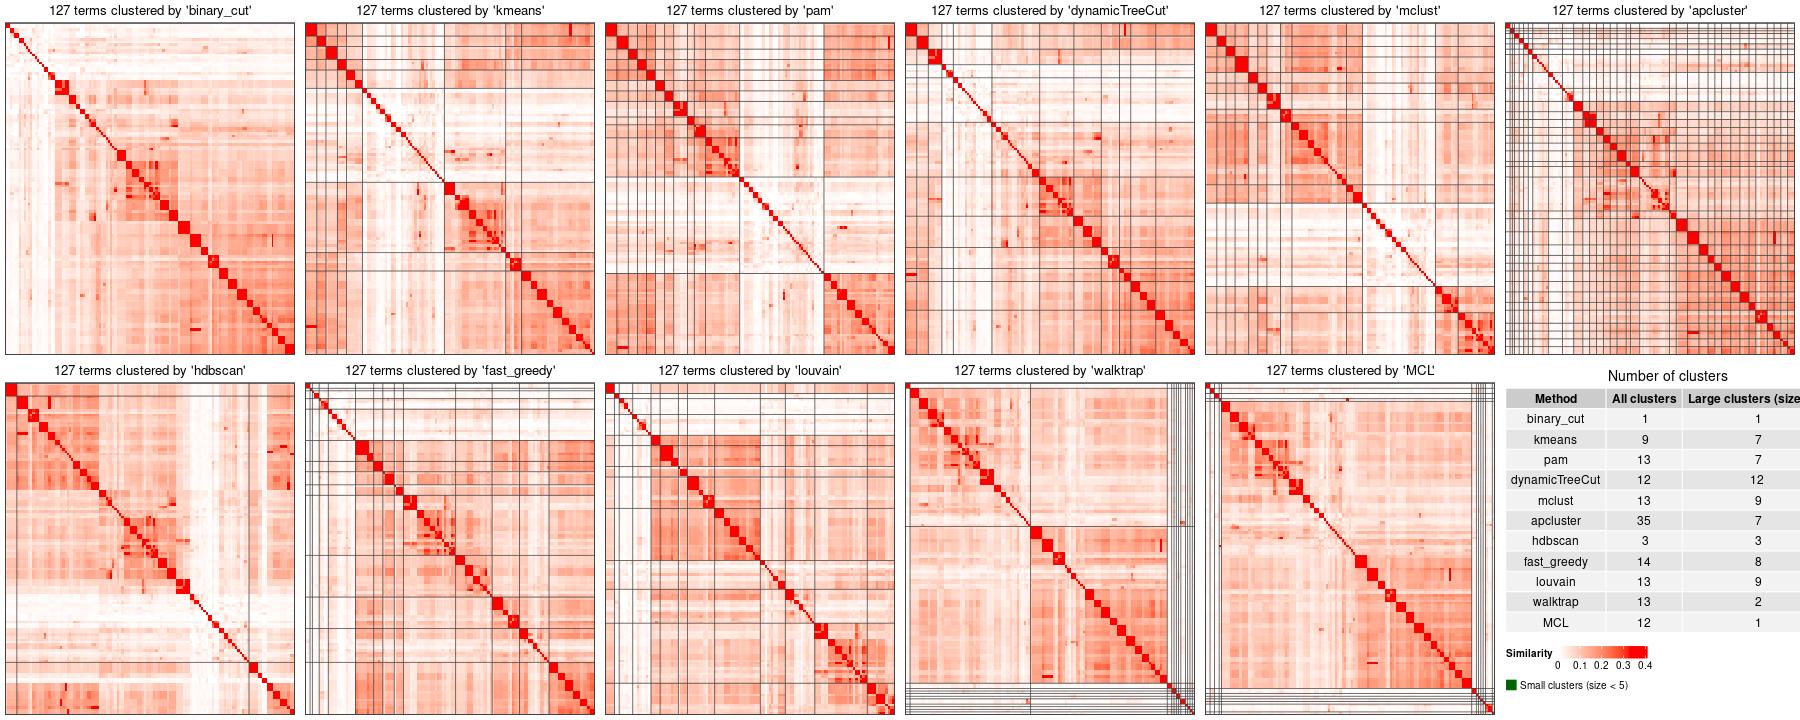 127 terms clustered by 'binary_cut'
127 terms clustered by 'kmeans'
127 terms clustered by 'pam'
127 terms clustered by 'dynamicTreeCut'
127 terms clustered by 'mclust'
127 terms clustered by 'apcluster'
127 terms clustered by 'hdbscan'
127 terms clustered by 'fast_greedy'
127 terms clustered by 'louvain'
127 terms clustered by 'walktrap'
127 terms clustered by 'MCL'
Number of clusters
Method All clusters Large clusters (size
binary_cut 1 1
kmeans 9 7
pam 13 7
dynamicTreeCut 12 12
mclust 13 9
apcluster 35 7
hdbscan 3 3
fast_greedy 14 8
louvain 13 9
walktrap 13 2
MCL 12 1
Similarity
0 0.1 0.2 0.3 0.4
Small clusters (size < 5)